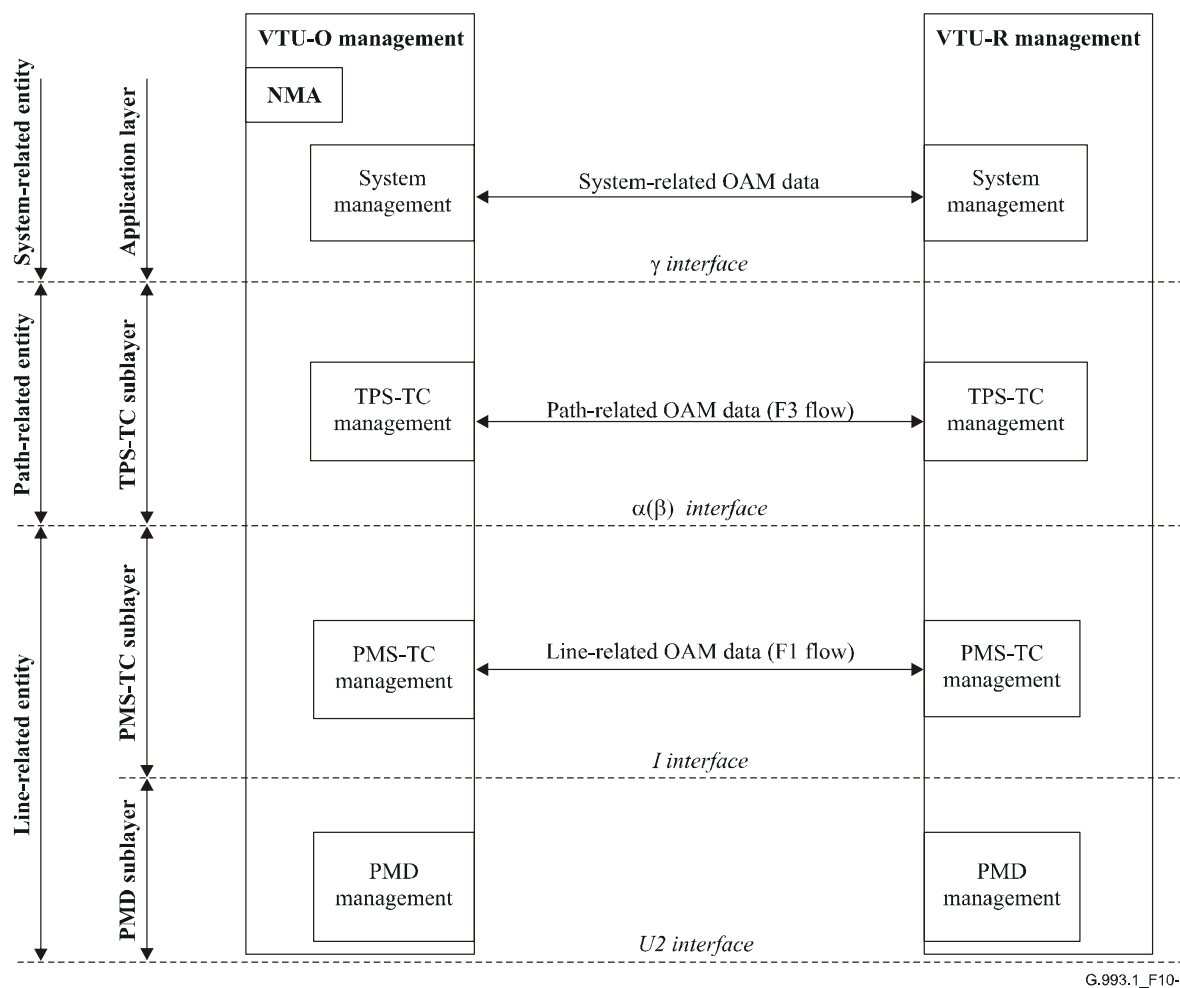 VTU-O management
VTU-R management
NMA
System-related entity
Application layer
System
management
System-related OAM data
System
management
γ interface
Path-related entity
TPS-TC sublayer
TPS-TC
management
Path-related OAM data (F3 flow)
TPS-TC
management
α(β) interface
Line-related entity
PMS-TC sublayer
PMS-TC
management
Line-related OAM data (F1 flow)
PMS-TC
management
I interface
PMD sublayer
PMD
management
PMD
management
U2 interface
G.993.1_F10-